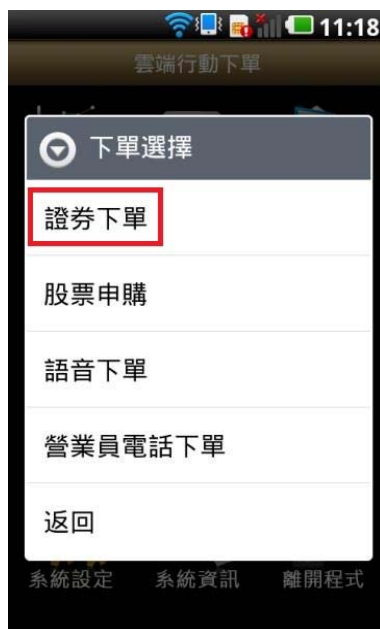 11:18
雲端行動下單
下單選擇
證券下單
股票申購
語音下單
營業員電話下單
返回
系統設定 系統資訊 離開程式